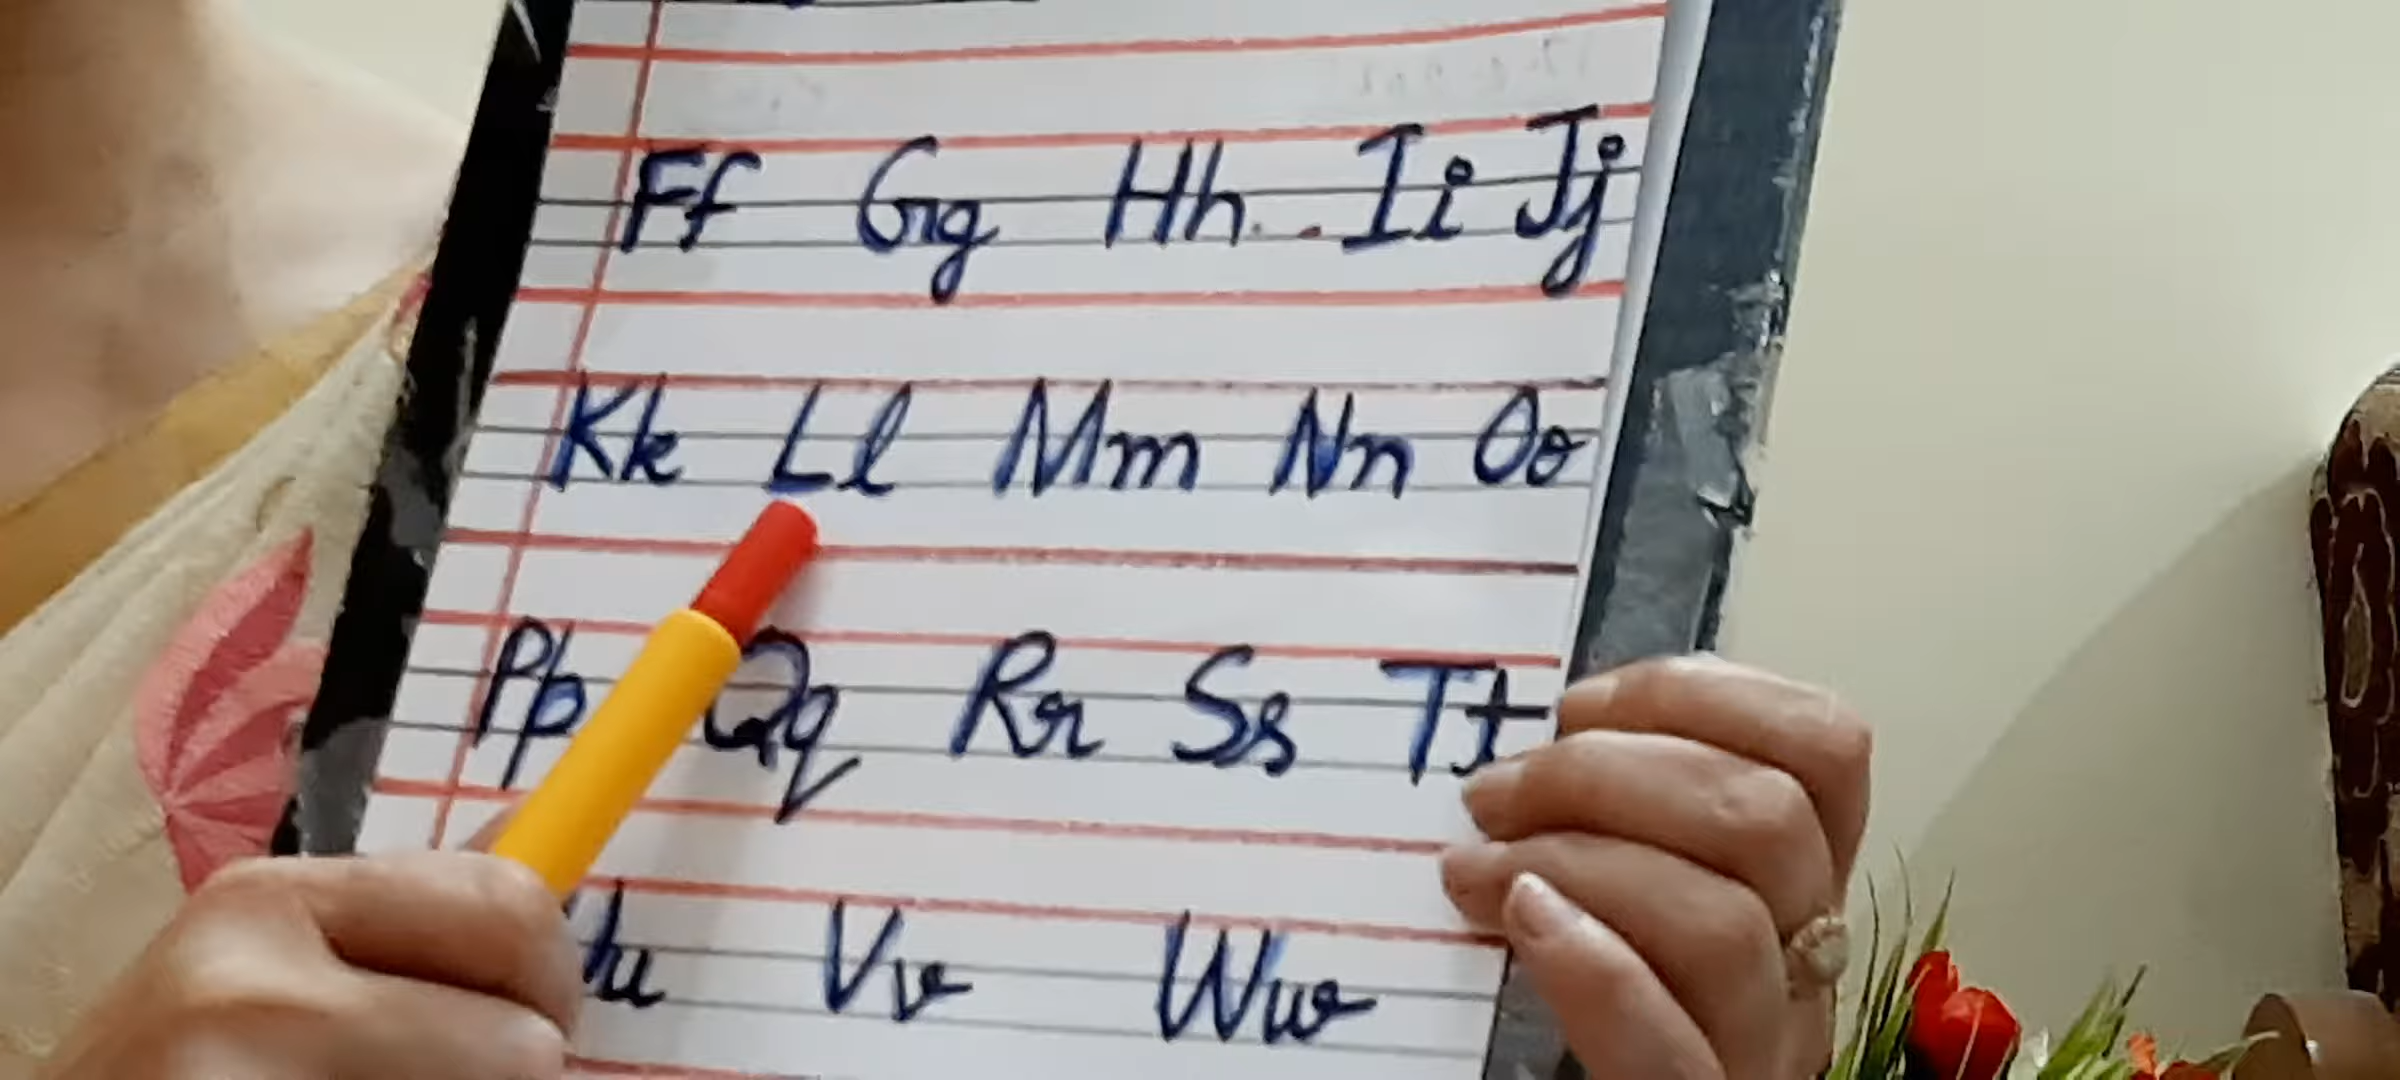 Ff Gg Hh Ii Jj
Kk Ll Mm Nn Oo
Pp Qq Rr Ss Tt
u Vv Ww